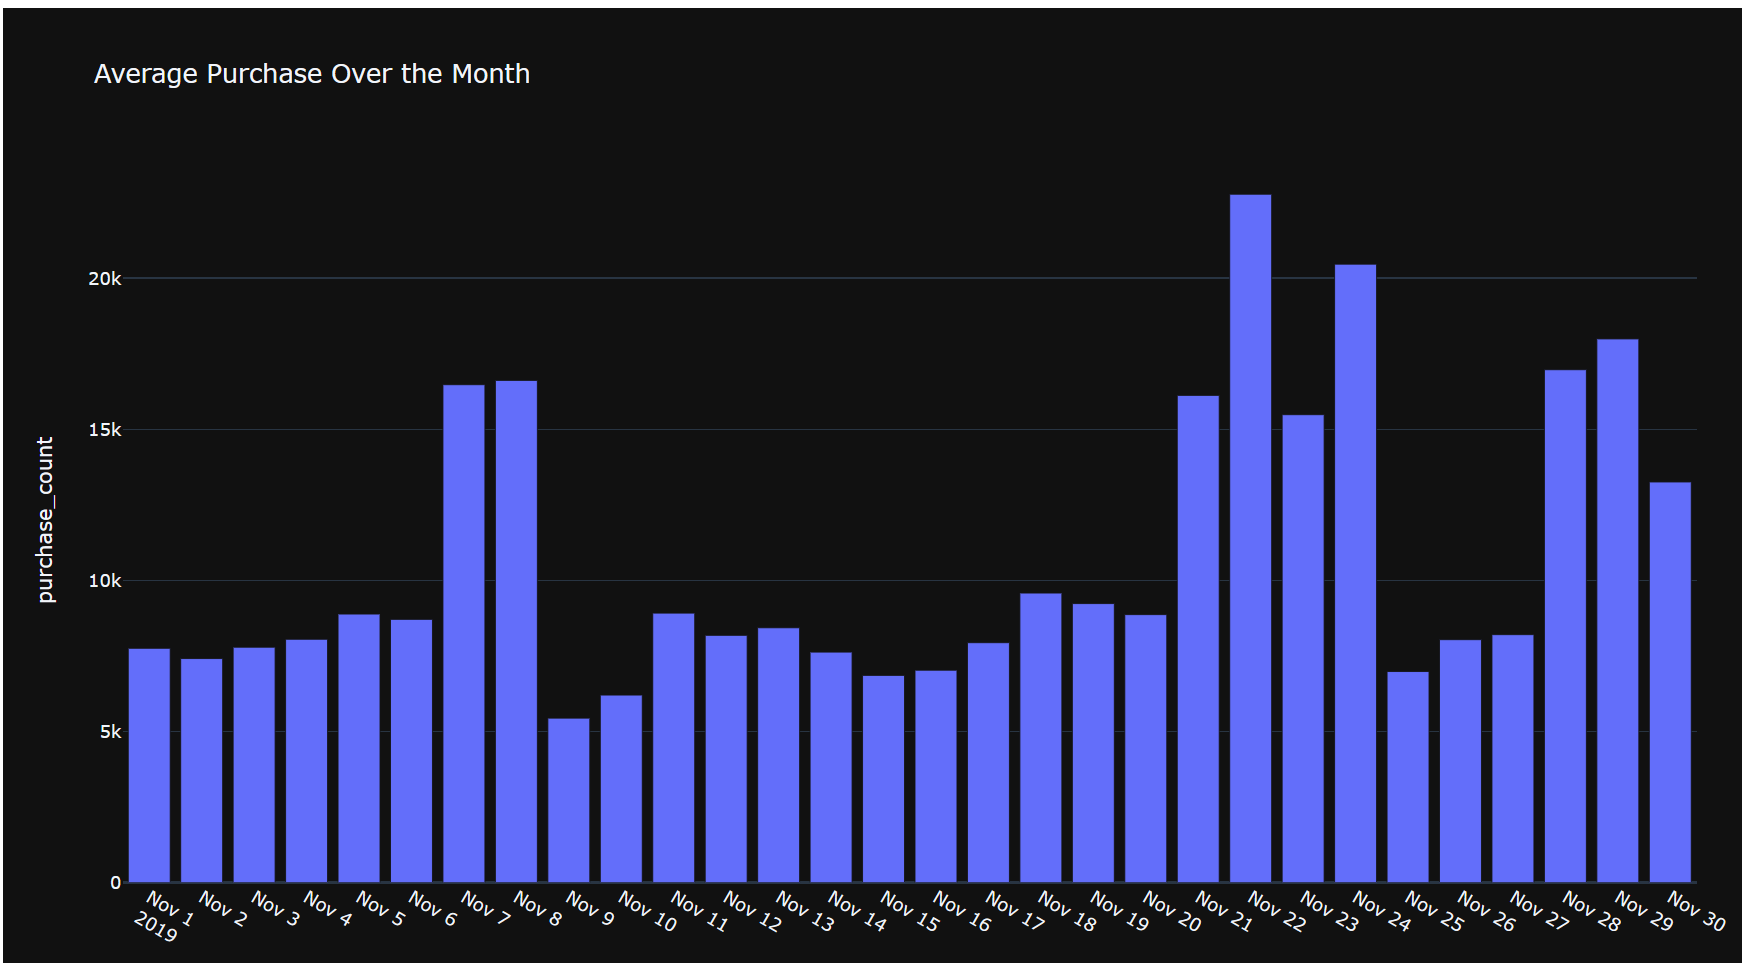 Average Purchase Over the Month
purchase_count
20k
15k
10k
5k
0
Nov 1
2019
Nov 2
Nov 3
Nov 4
Nov 5
Nov 6
Nov 7
Nov 8
Nov 9
Nov 10
Nov 11
Nov 12
Nov 13
Nov 14
Nov 15
Nov 16
Nov 17
Nov 18
Nov 19
Nov 20
Nov 21
Nov 22
Nov 23
Nov 24
Nov 25
Nov 26
Nov 27
Nov 28
Nov 29
Nov 30